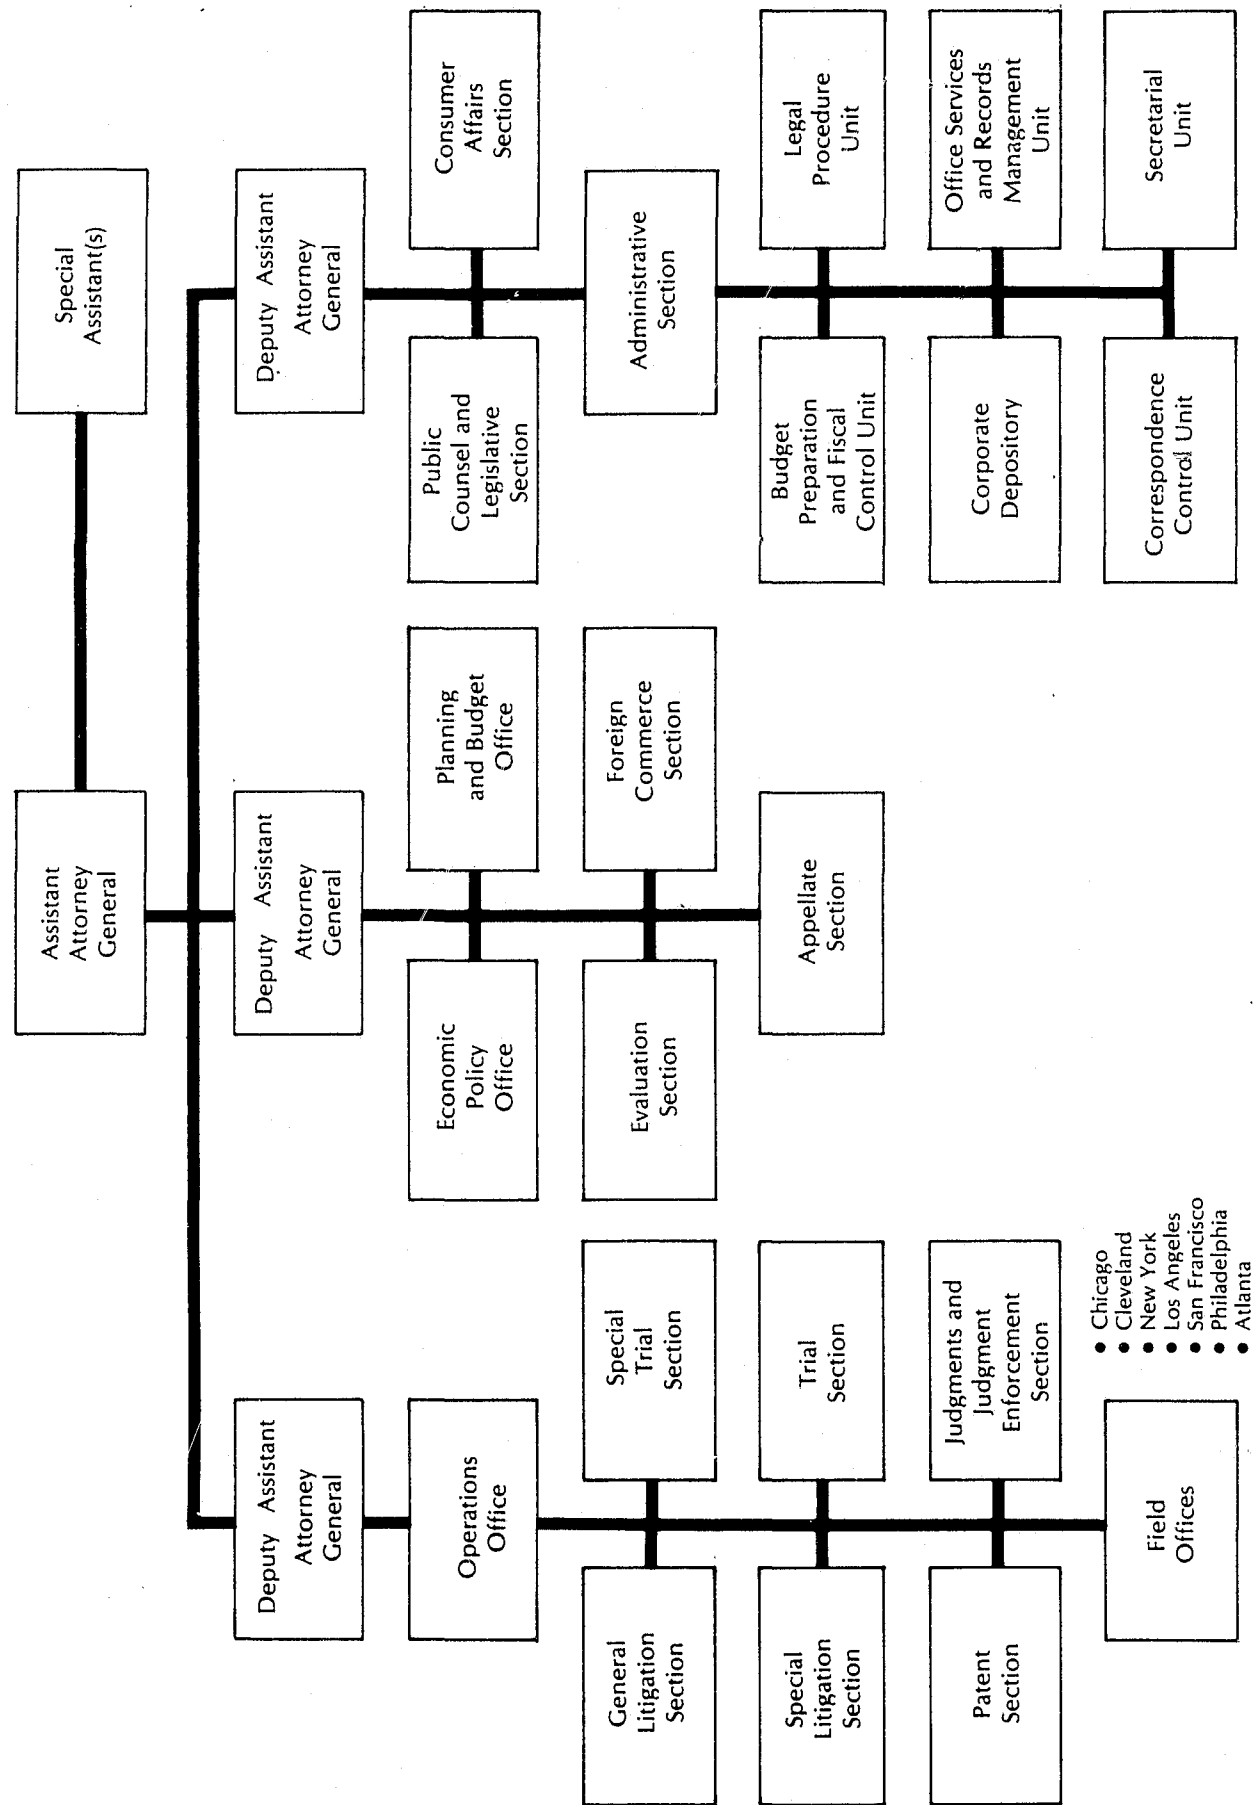 Assistant
Attorney
General
Special
Assistant(s)
Deputy Assistant
Attorney
General
Deputy Assistant
Attorney
General
Deputy Assistant
Attorney
General
Operations
Office
Economic
Policy
Office
Planning
and Budget
Office
Public
Counsel and
Legislative
Section
Consumer
Affairs
Section
General
Litigation
Section
Special
Trial
Section
Evaluation
Section
Foreign
Commerce
Section
Administrative
Section
Special
Litigation
Section
Trial
Section
Appellate
Section
Budget
Preparation
and Fiscal
Control Unit
Legal
Procedure
Unit
Patent
Section
Judgments and
Judgment
Enforcement
Section
Corporate
Depository
Office Services
and Records
Management
Unit
Field
Offices
• Chicago
• Cleveland
• New York
• Los Angeles
• San Francisco
• Philadelphia
• Atlanta
Correspondence
Control Unit
Secretarial
Unit